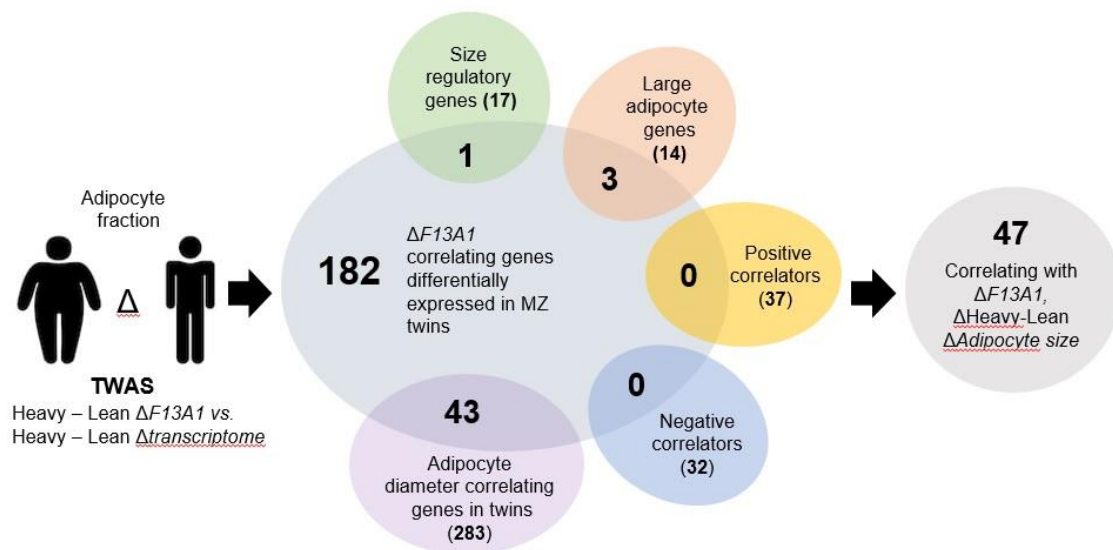 Adipocyte
fraction
Δ
TWAS
Heavy – Lean ΔF13A1 vs.
Heavy – Lean Δtranscriptome
Size
regulatory
genes (17)
1
Large
adipocyte
genes
(14)
3
182
ΔF13A1
correlating genes
differentially
expressed in MZ
twins
0
Positive
correlators
(37)
0
Negative
correlators
(32)
43
Adipocyte
diameter correlating
genes in twins
(283)
47
Correlating with
ΔF13A1,
ΔHeavy-Lean
ΔAdipocyte size